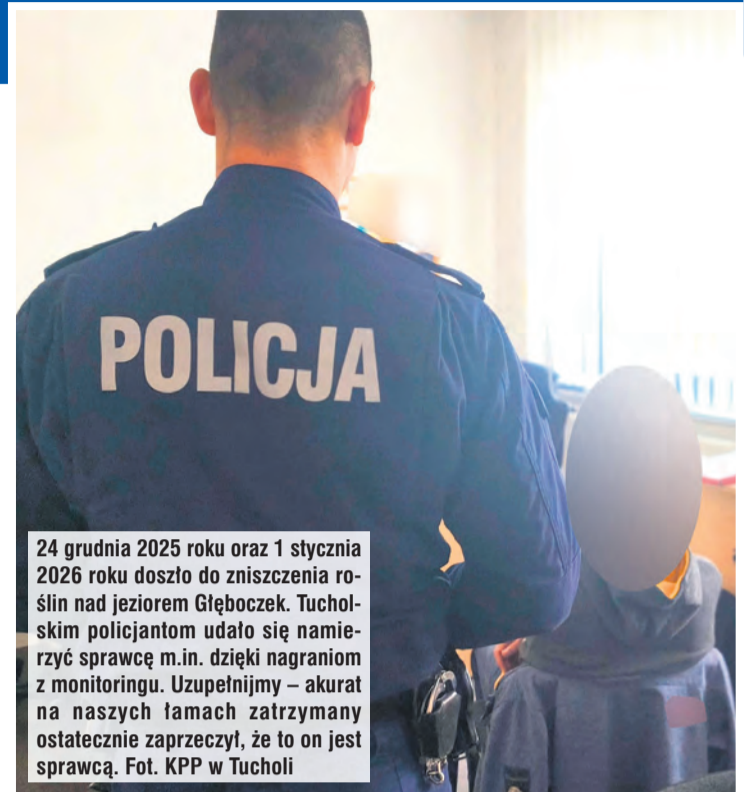 POLICJA
24 grudnia 2025 roku oraz 1 stycznia
2026 roku doszło do zniszczenia ro-
ślin nad jeziorem Głęboczek. Tuchol-
skim policjantom udało się namie-
rzyć sprawcę m.in. dzięki nagraniom
z monitoringu. Uzupełnijmy – akurat
na naszych łamach zatrzymany
ostatecznie zaprzeczył, że to on jest
sprawcą. Fot. KPP w Tucholi